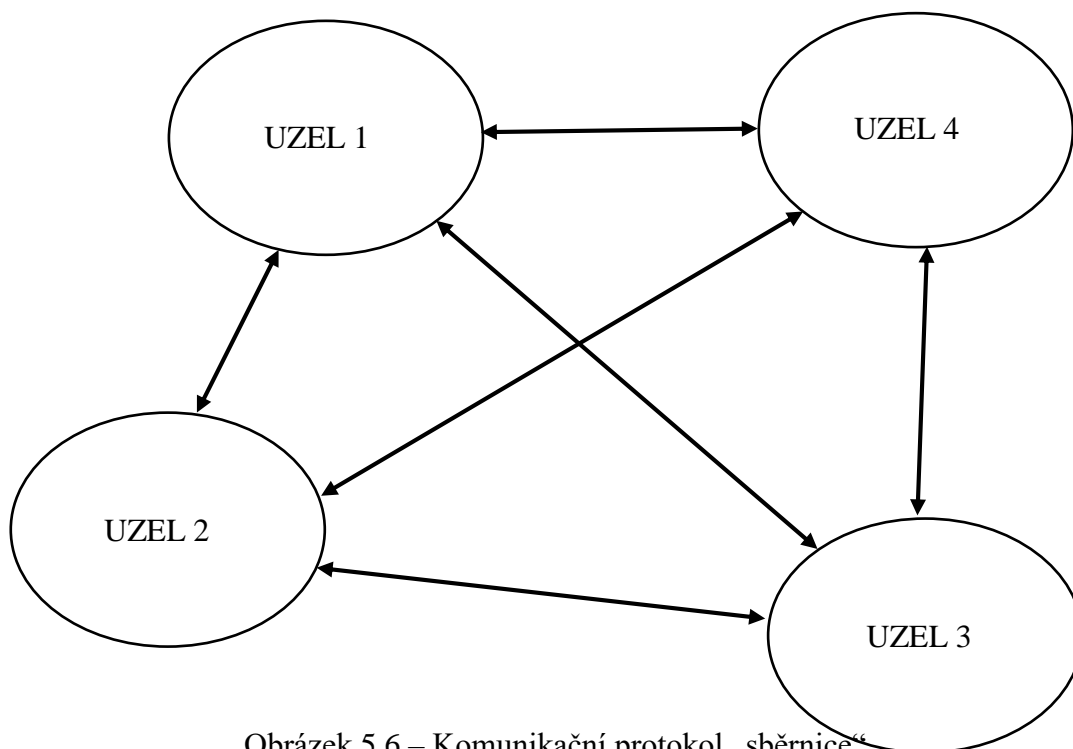 UZEL 1
UZEL 4
UZEL 2
UZEL 3
Obrázek 5.6 – Komunikační protokol „sběrnice“